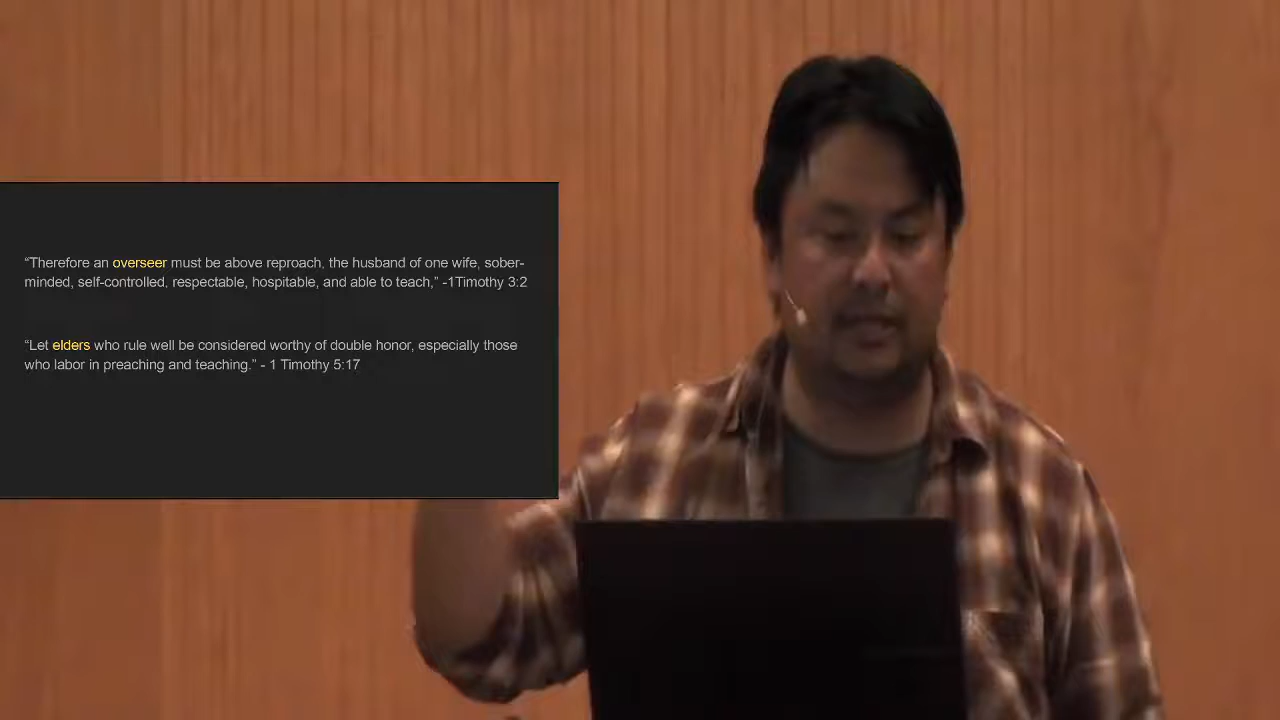 “Therefore an overseer must be above reproach, the husband of one wife, sober-
minded, self-controlled, respectable, hospitable, and able to teach,” -1Timothy 3:2
“Let elders who rule well be considered worthy of double honor, especially those
who labor in preaching and teaching.” - 1 Timothy 5:17